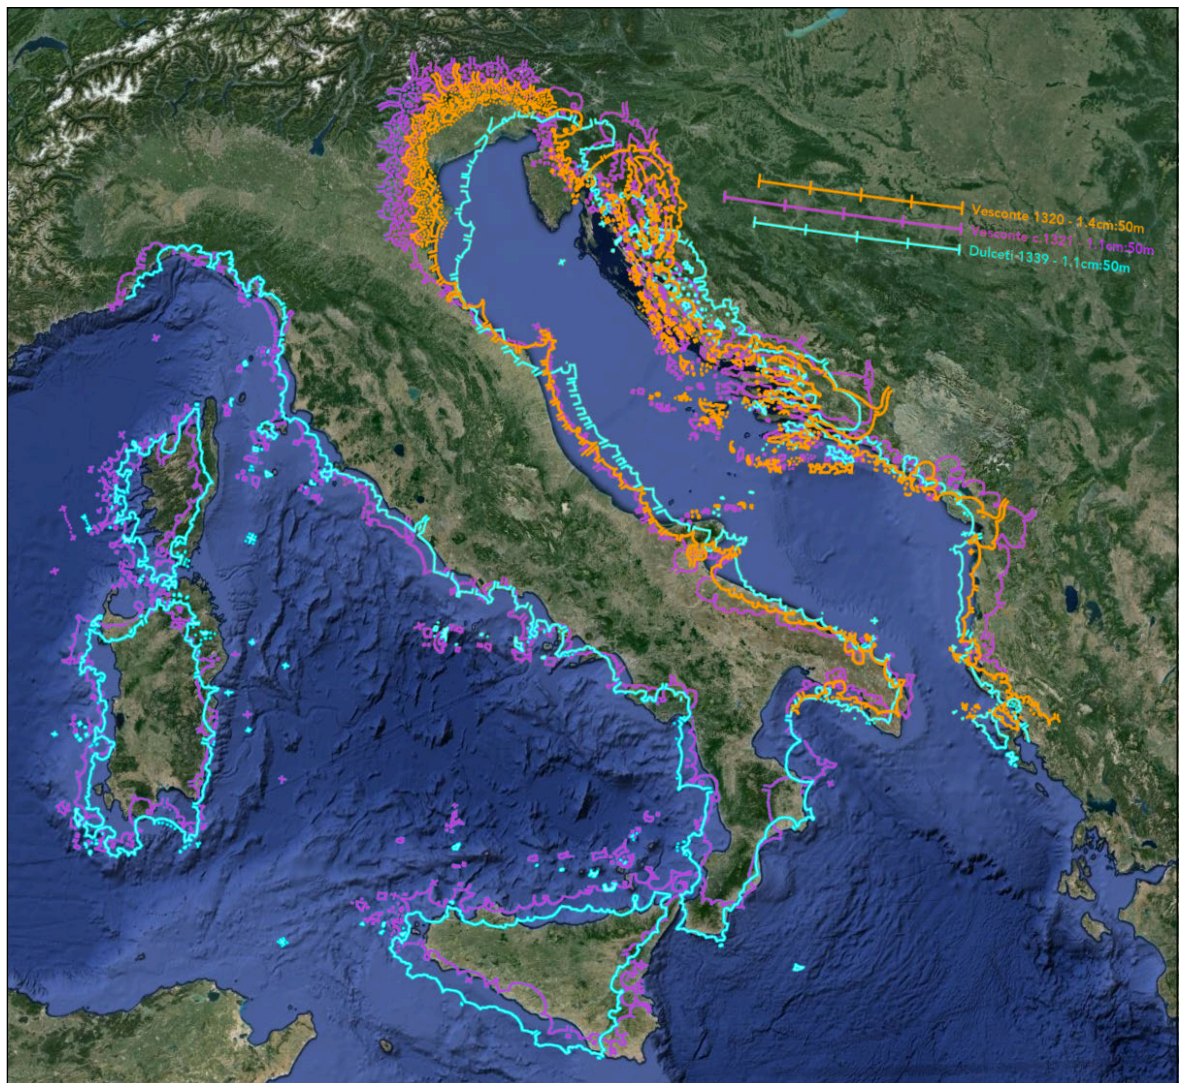 Vesconte 1320 - 1.4cm:50m
Vesconte c.1321 - 1.1cm:50m
Dulceti 1339 - 1.1cm:50m